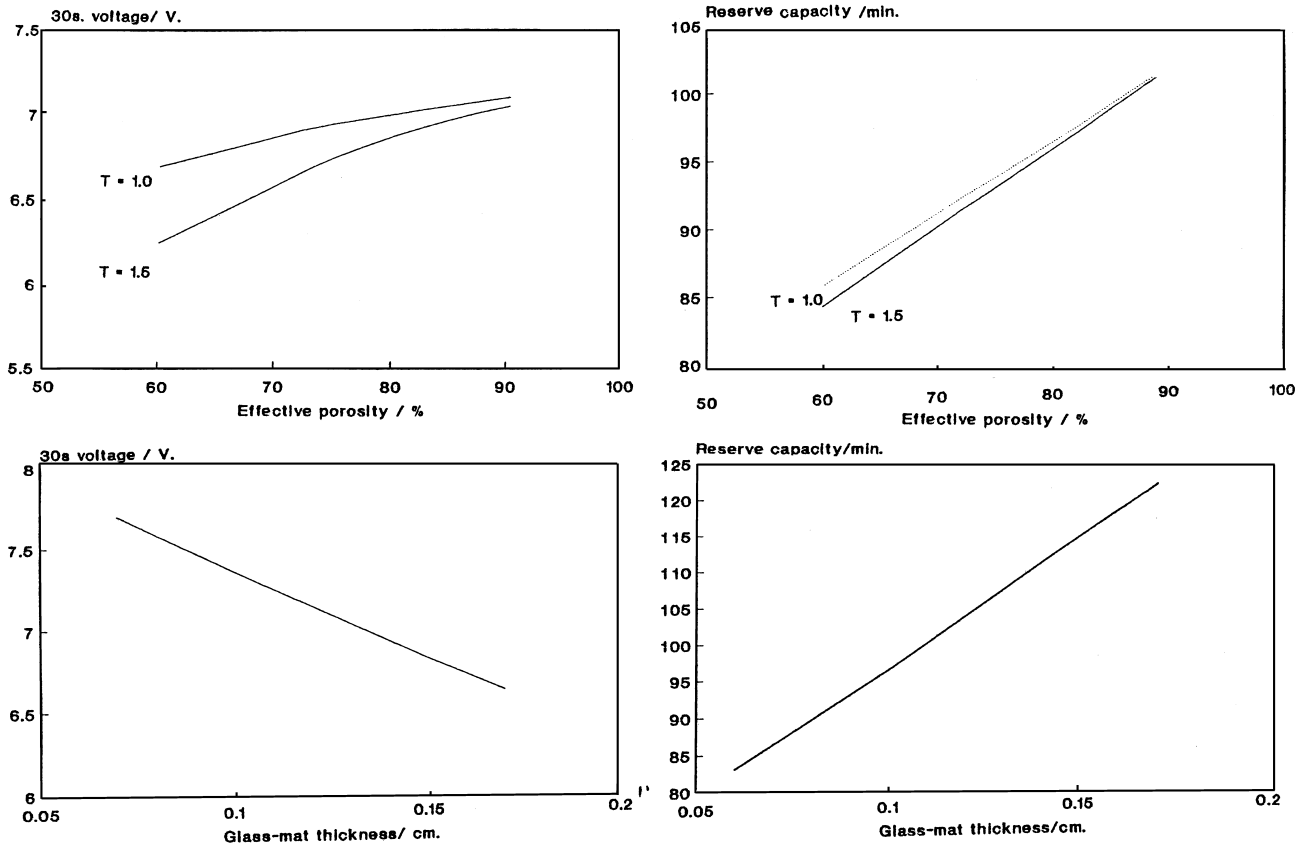 30s. voltage/ V.
7.5
7
6.5
6
5.5
T = 1.0
T = 1.5
50 60 70 80 90 100
Effective porosity / %
Reserve capacity /min.
105
100
95
90
85
80
T = 1.0
T = 1.5
50 60 70 80 90 100
Effective porosity / %
30s voltage / V.
8
7.5
7
6.5
6
0.05 0.1 0.15 0.2
Glass-mat thickness/ cm.
Reserve capacity/min.
125
120
115
110
105
100
95
90
85
80
0.05 0.1 0.15 0.2
Glass-mat thickness/cm.